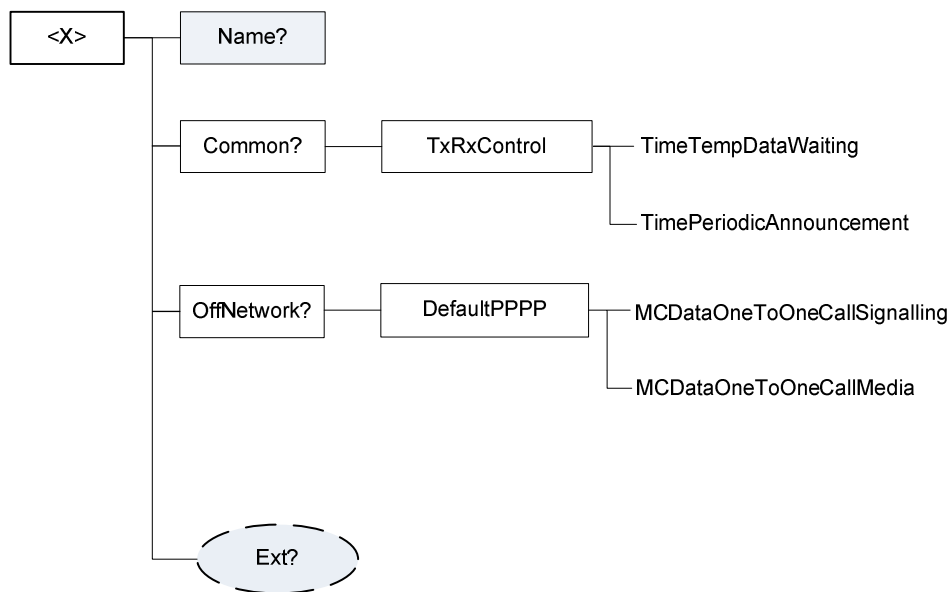 <X>
Name?
Common?
TxRxControl
TimeTempDataWaiting
TimePeriodicAnnouncement
OffNetwork?
DefaultPPPP
MCDataOneToOneCallSignalling
MCDataOneToOneCallMedia
Ext?